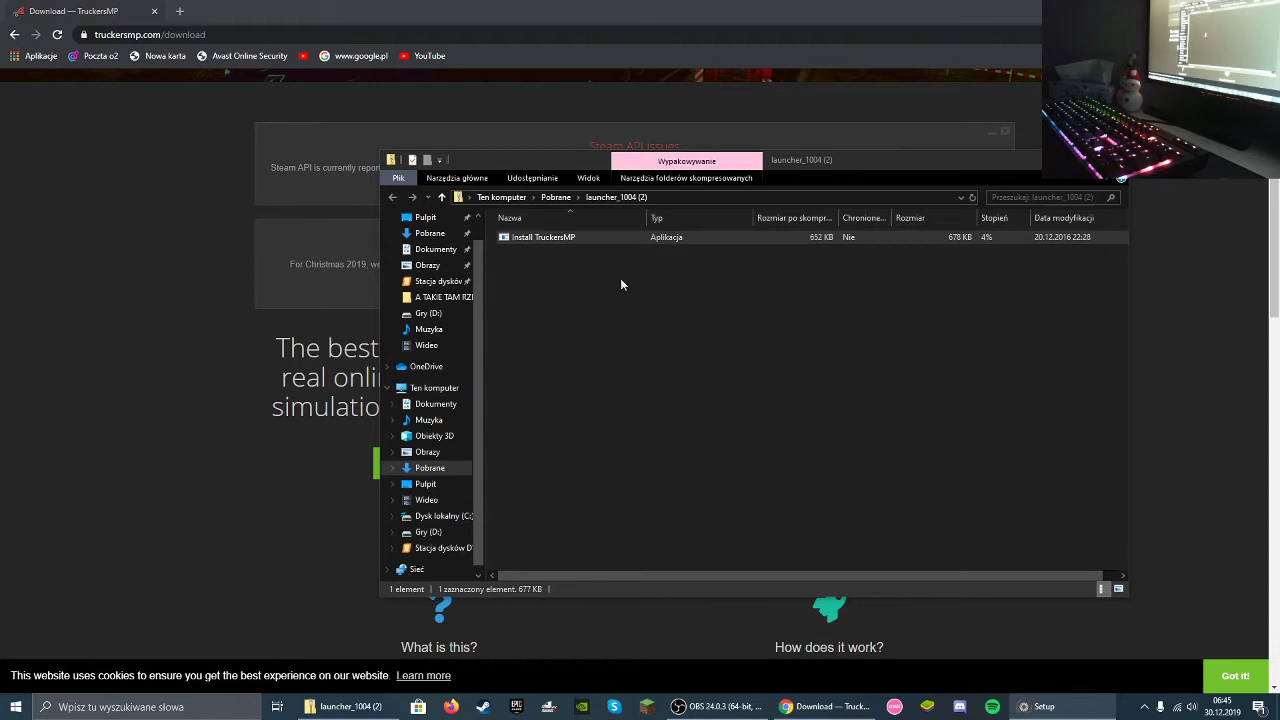 Download — TruckersMP
truckersmp.com/download
Aplikacje
Poczta o2
Nowa karta
Avast Online Security
www.google.pl
YouTube
Steam API issues
Steam API is currently repor
For Christmas 2019, we
The best
real onlin
simulatio
Wypakowywanie
launcher_1004 (2)
Plik
Narzędzia główne
Udostępnianie
Widok
Narzędzia folderów skompresowanych
Ten komputer
Pobrane
launcher_1004 (2)
Przeszukaj: launcher_1004 (2)
Nazwa
Typ
Rozmiar po skompr...
Chronione...
Rozmiar
Stopień
Data modyfikacji
Install TruckersMP
Aplikacja
652 KB
Nie
678 KB
4%
20.12.2016 22:28
Pulpit
Pobrane
Dokumenty
Obrazy
Stacja dysków
A TAKIE TAM RZE
Gry (D:)
Muzyka
Wideo
OneDrive
Ten komputer
Dokumenty
Muzyka
Obiekty 3D
Obrazy
Pobrane
Pulpit
Wideo
Dysk lokalny (C:)
Gry (D:)
Stacja dysków D
Sieć
1 element
1 zaznaczony element. 677 KB
What is this?
How does it work?
This website uses cookies to ensure you get the best experience on our website. Learn more
Got it!
Wpisz tu wyszukiwane słowa
launcher_1004 (2)
OBS 24.0.3 (64-bit, ...
Download — Truc...
osu!
Setup
06:45
30.12.2019